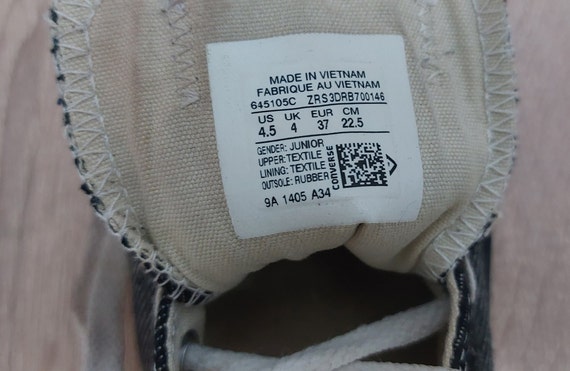 MADE IN VIETNAM
FABRIQUE AU VIETNAM
645105C ZRS3DRB700146
US UK EUR CM
4.5 4 37 22.5
GENDER: JUNIOR
UPPER: TEXTILE
LINING: TEXTILE
OUTSOLE: RUBBER
CONVERSE
9A 1405 A34